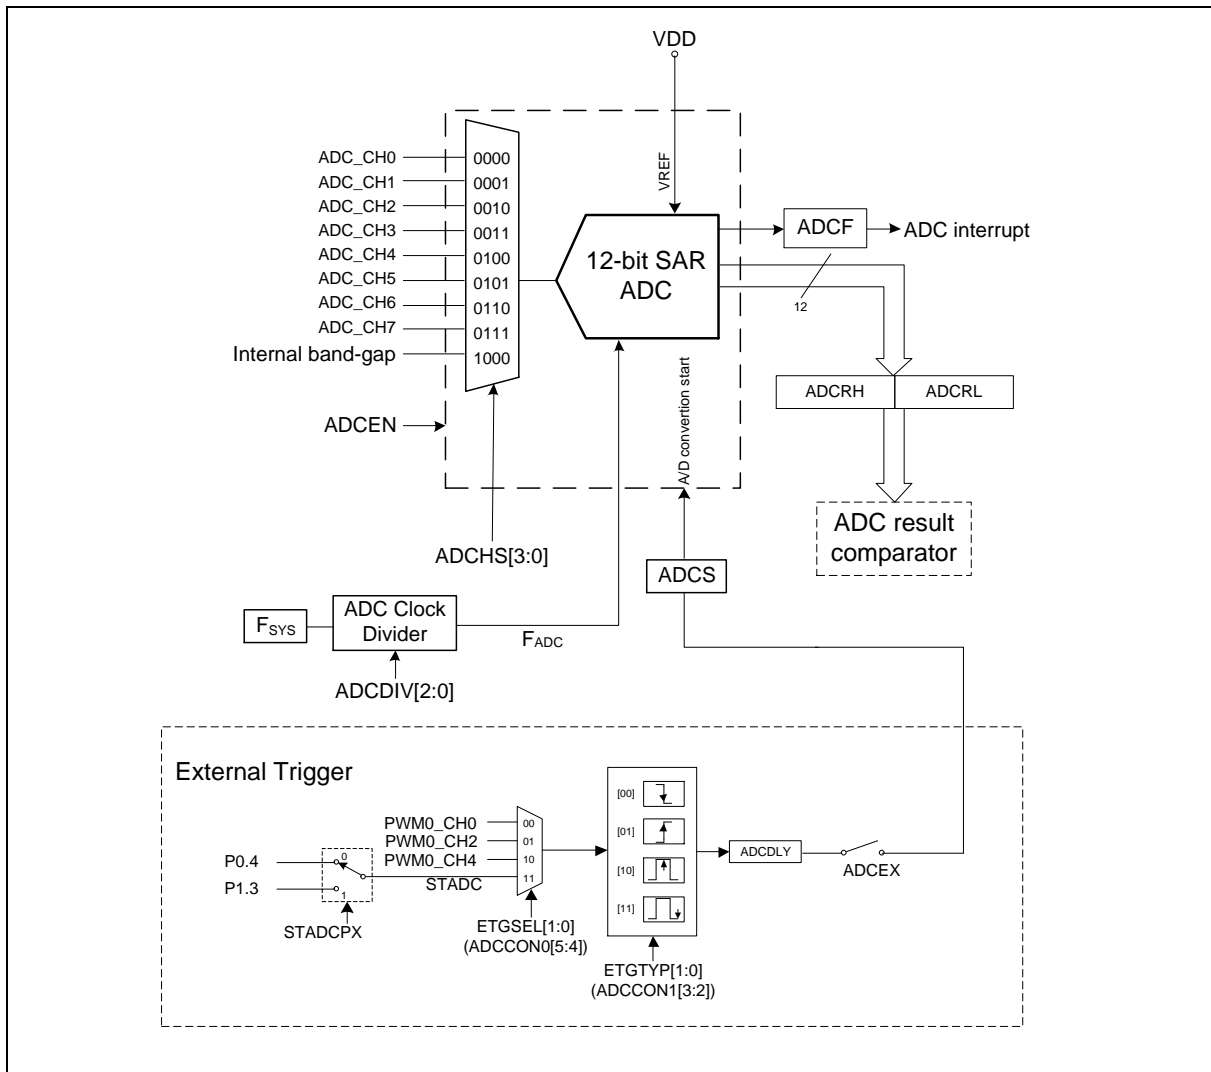 VDD
VREF
ADC_CH0
0000
ADC_CH1
0001
ADC_CH2
0010
ADC_CH3
0011
ADC_CH4
0100
ADC_CH5
0101
ADC_CH6
0110
ADC_CH7
0111
Internal band-gap
1000
12-bit SAR
ADC
ADCF
ADC interrupt
12
ADCRH
ADCRL
ADCEN
A/D convertion start
ADC result
comparator
ADCHS[3:0]
ADCS
FSYS
ADC Clock
Divider
FADC
ADCDIV[2:0]
External Trigger
PWM0_CH0
00
PWM0_CH2
01
PWM0_CH4
10
STADC
11
P0.4
0
P1.3
1
STADCPX
ETGSEL[1:0]
(ADCCON0[5:4])
[00]
[01]
[10]
[11]
ETGTYP[1:0]
(ADCCON1[3:2])
ADCDLY
ADCEX